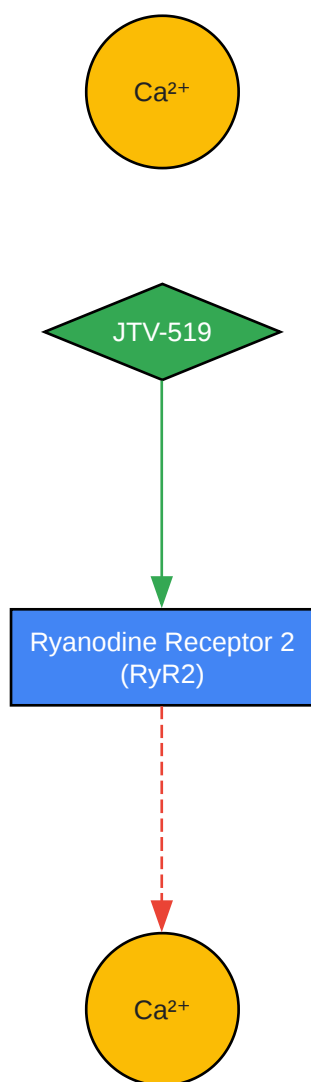 Ca²⁺
JTV-519
Ryanodine Receptor 2
(RyR2)
Ca²⁺